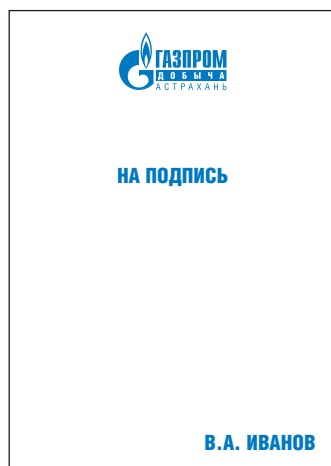 ГАЗПРОМ
ДОБЫЧА
АСТРАХАНЬ
НА ПОДПИСЬ
В.А. ИВАНОВ